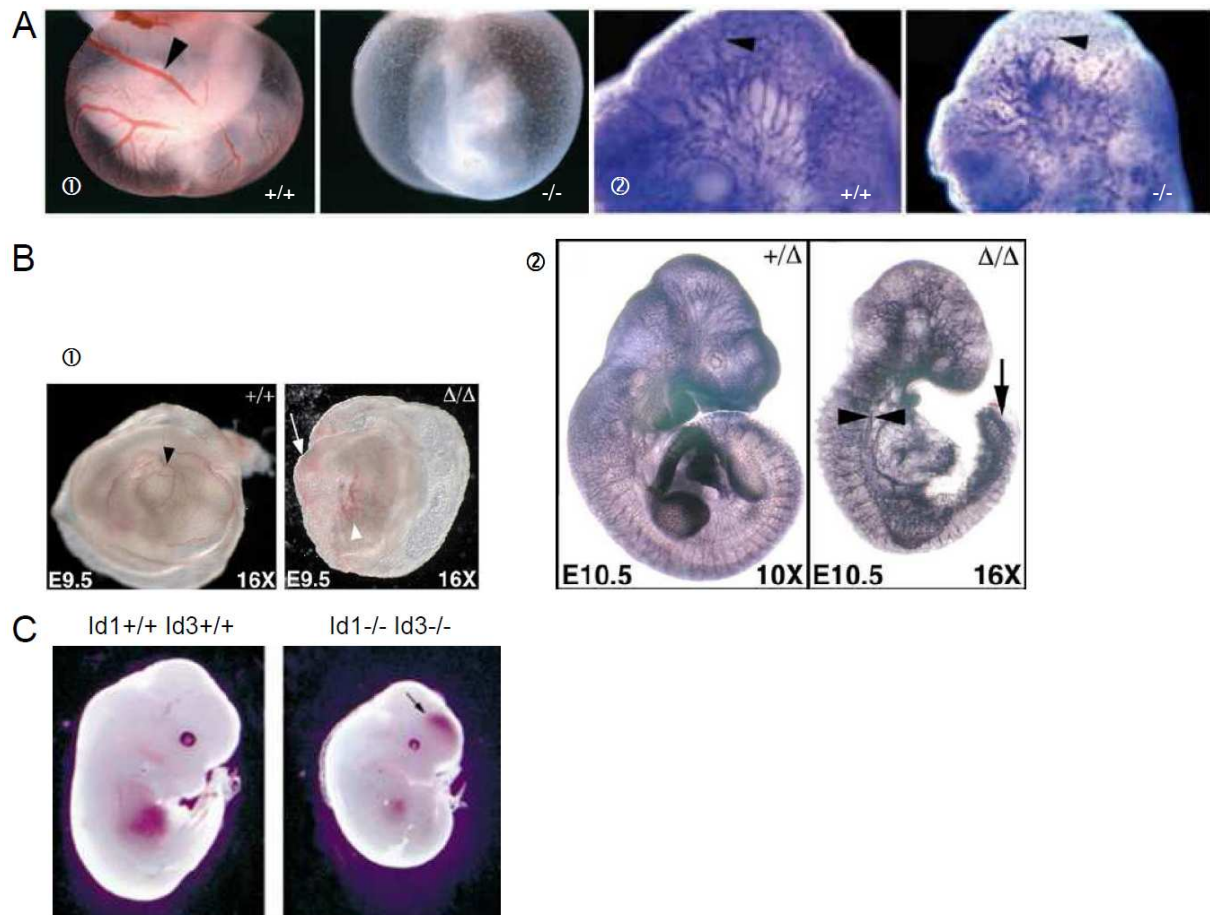 A
① +/+ -/- ② +/+ -/-
B
② +/Δ Δ/Δ
①
+/+ Δ/Δ
E9.5 16X E9.5 16X E10.5 10X E10.5 16X
C
Id1+/+ Id3+/+ Id1-/- Id3-/-